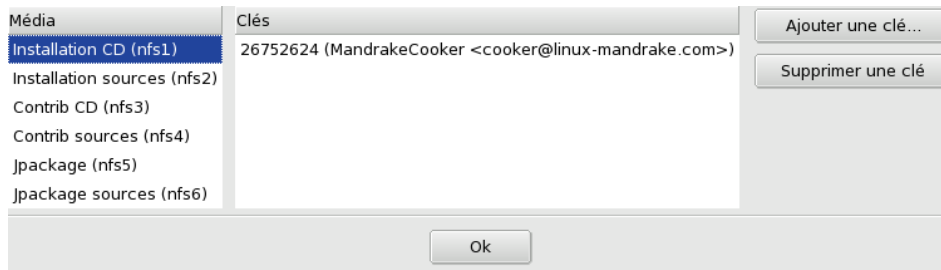 Média
Installation CD (nfs1)
Installation sources (nfs2)
Contrib CD (nfs3)
Contrib sources (nfs4)
Jpackage (nfs5)
Jpackage sources (nfs6)
Clés
26752624 (MandrakeCooker <cooker@linux-mandrake.com>)
Ajouter une clé...
Supprimer une clé
Ok